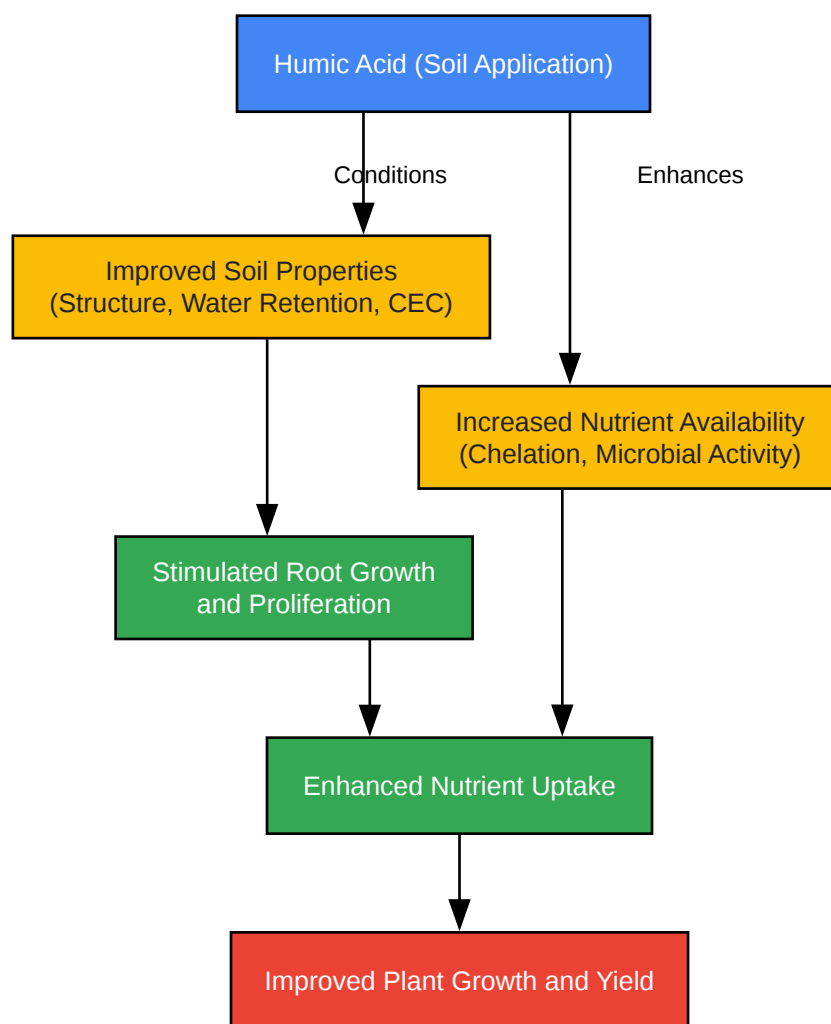 Humic Acid (Soil Application)
Conditions
Enhances
Improved Soil Properties
(Structure, Water Retention, CEC)
Increased Nutrient Availability
(Chelation, Microbial Activity)
Stimulated Root Growth
and Proliferation
Enhanced Nutrient Uptake
Improved Plant Growth and Yield